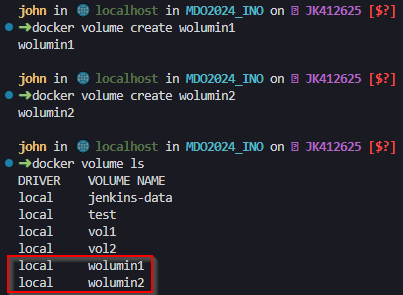 john in localhost in MDO2024_INO on JK412625 [$?]
➜docker volume create wolumin1
wolumin1
john in localhost in MDO2024_INO on JK412625 [$?]
➜docker volume create wolumin2
wolumin2
john in localhost in MDO2024_INO on JK412625 [$?]
➜docker volume ls
DRIVER VOLUME NAME
local jenkins-data
local test
local vol1
local vol2
local wolumin1
local wolumin2